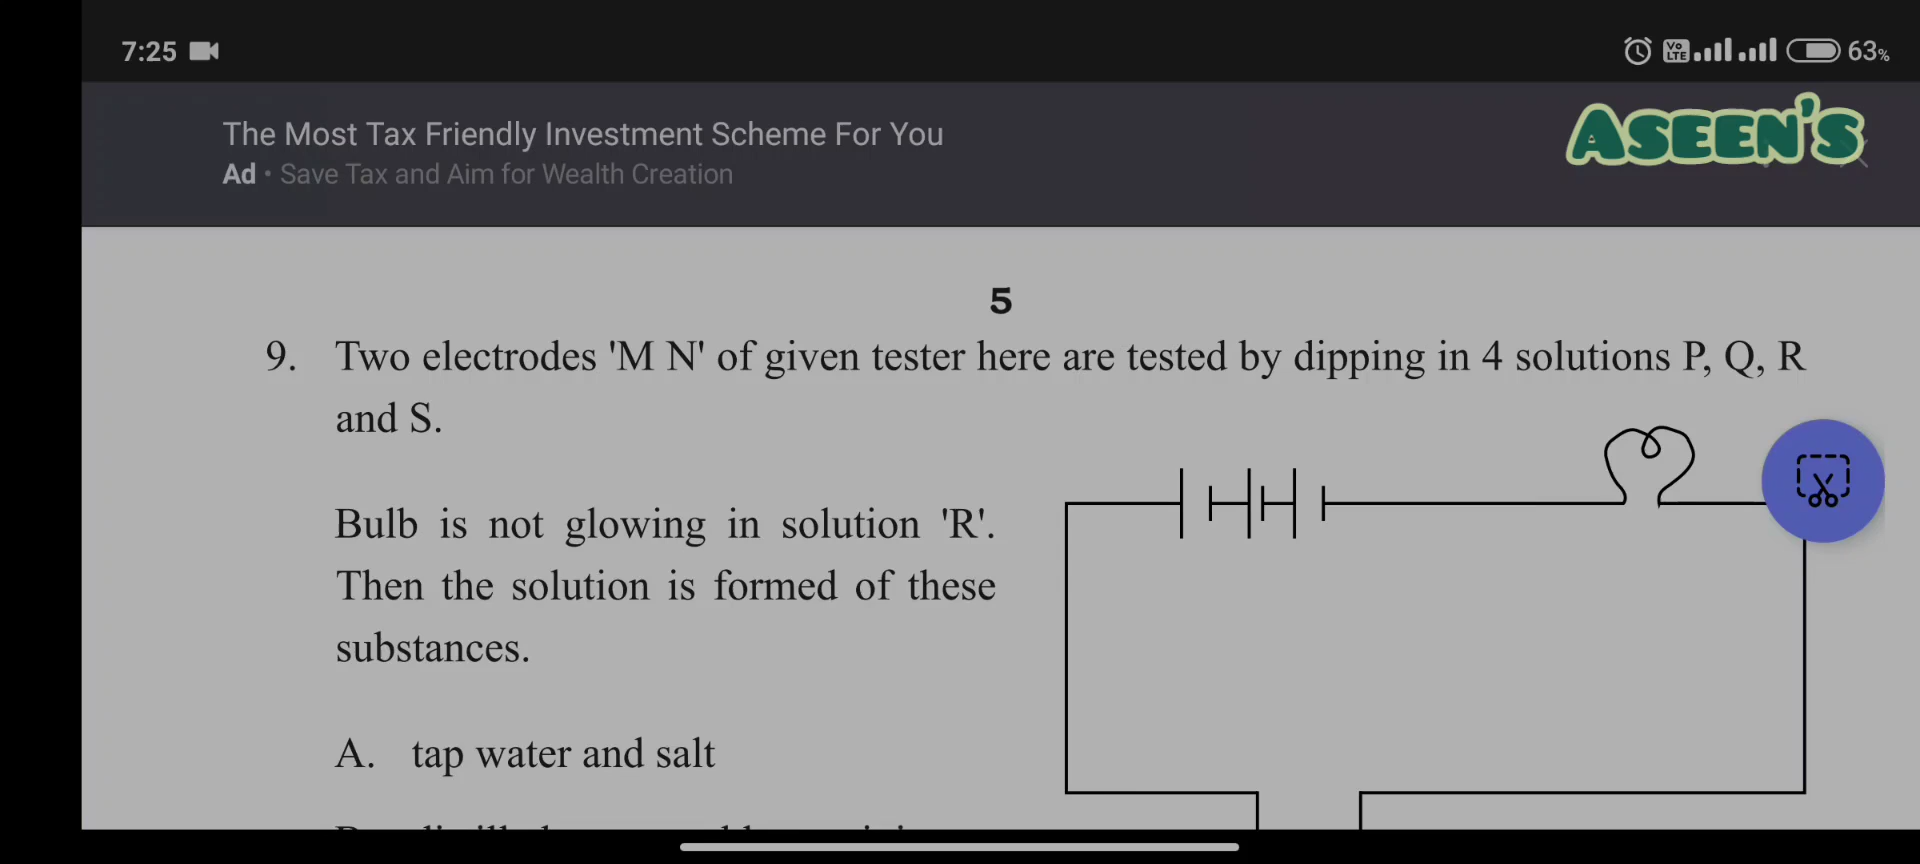 7:25
Vo LTE
63%
The Most Tax Friendly Investment Scheme For You
Ad • Save Tax and Aim for Wealth Creation
ASEEN'S
5
9. Two electrodes 'M N' of given tester here are tested by dipping in 4 solutions P, Q, R
and S.
Bulb is not glowing in solution 'R'.
Then the solution is formed of these
substances.
A. tap water and salt